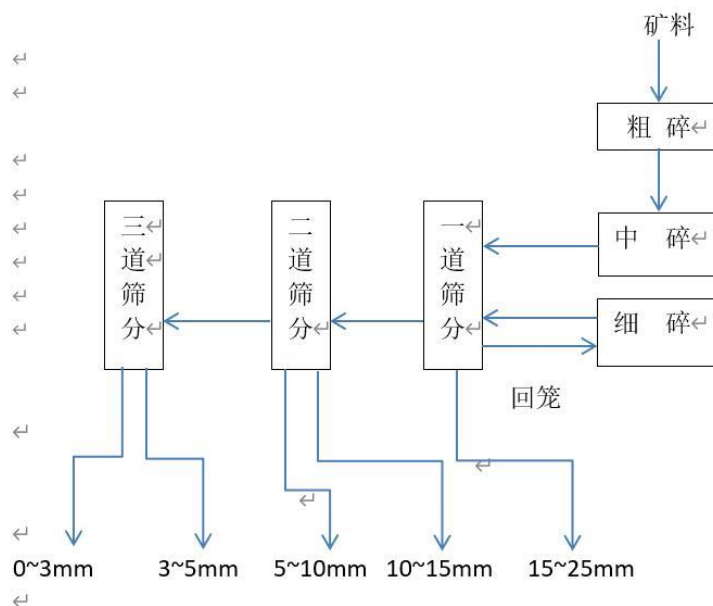 矿料
粗 碎
中 碎
细 碎
一道筛分
二道筛分
三道筛分
回笼
0~3mm
3~5mm
5~10mm
10~15mm
15~25mm